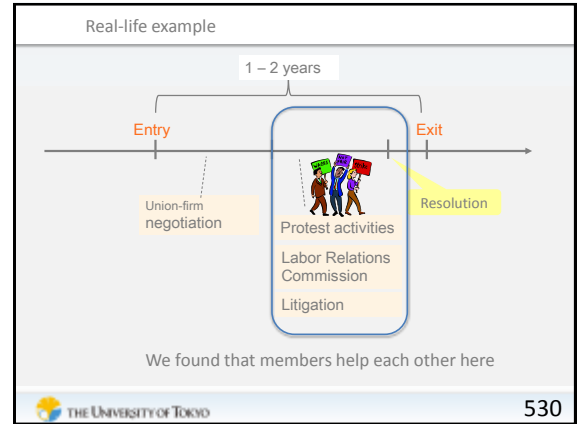 Real-life example
1 – 2 years
Entry
Exit
Union-firm
negotiation
Resolution
Protest activities
Labor Relations
Commission
Litigation
We found that members help each other here
THE UNIVERSITY OF TOKYO
530